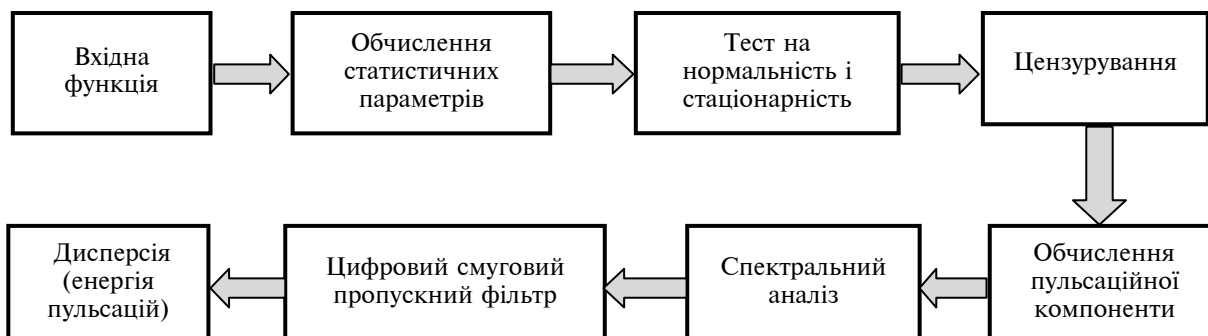 Вхідна
функція
Обчислення
статистичних
параметрів
Тест на
нормальність і
стаціонарність
Цензурування
Обчислення
пульсаційної
компоненти
Спектральний
аналіз
Цифровий смуговий
пропускний фільтр
Дисперсія
(енергія
пульсацій)